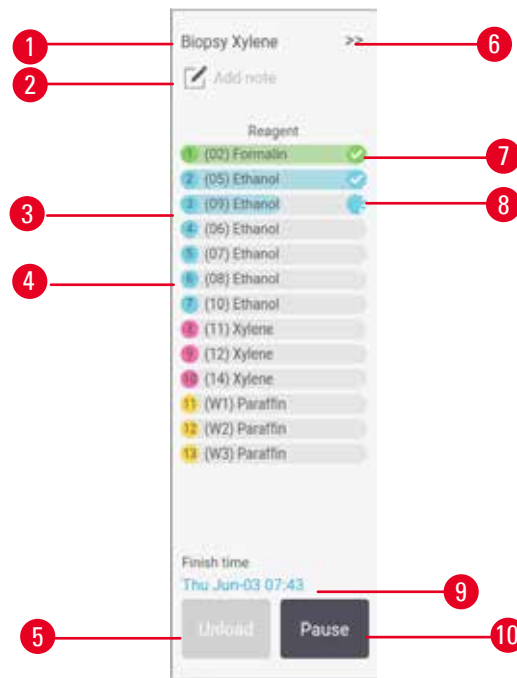 1 Biopsy Xylene >> 6
2 Add note
Reagent
1 (02) Formalin 7
2 (05) Ethanol
3 3 (09) Ethanol 8
4 (06) Ethanol
5 (07) Ethanol
4 6 (08) Ethanol
7 (10) Ethanol
8 (11) Xylene
9 (12) Xylene
10 (14) Xylene
11 (W1) Paraffin
12 (W2) Paraffin
13 (W3) Paraffin
Finish time
Thu Jun-03 07:43 9
5 Unload Pause 10